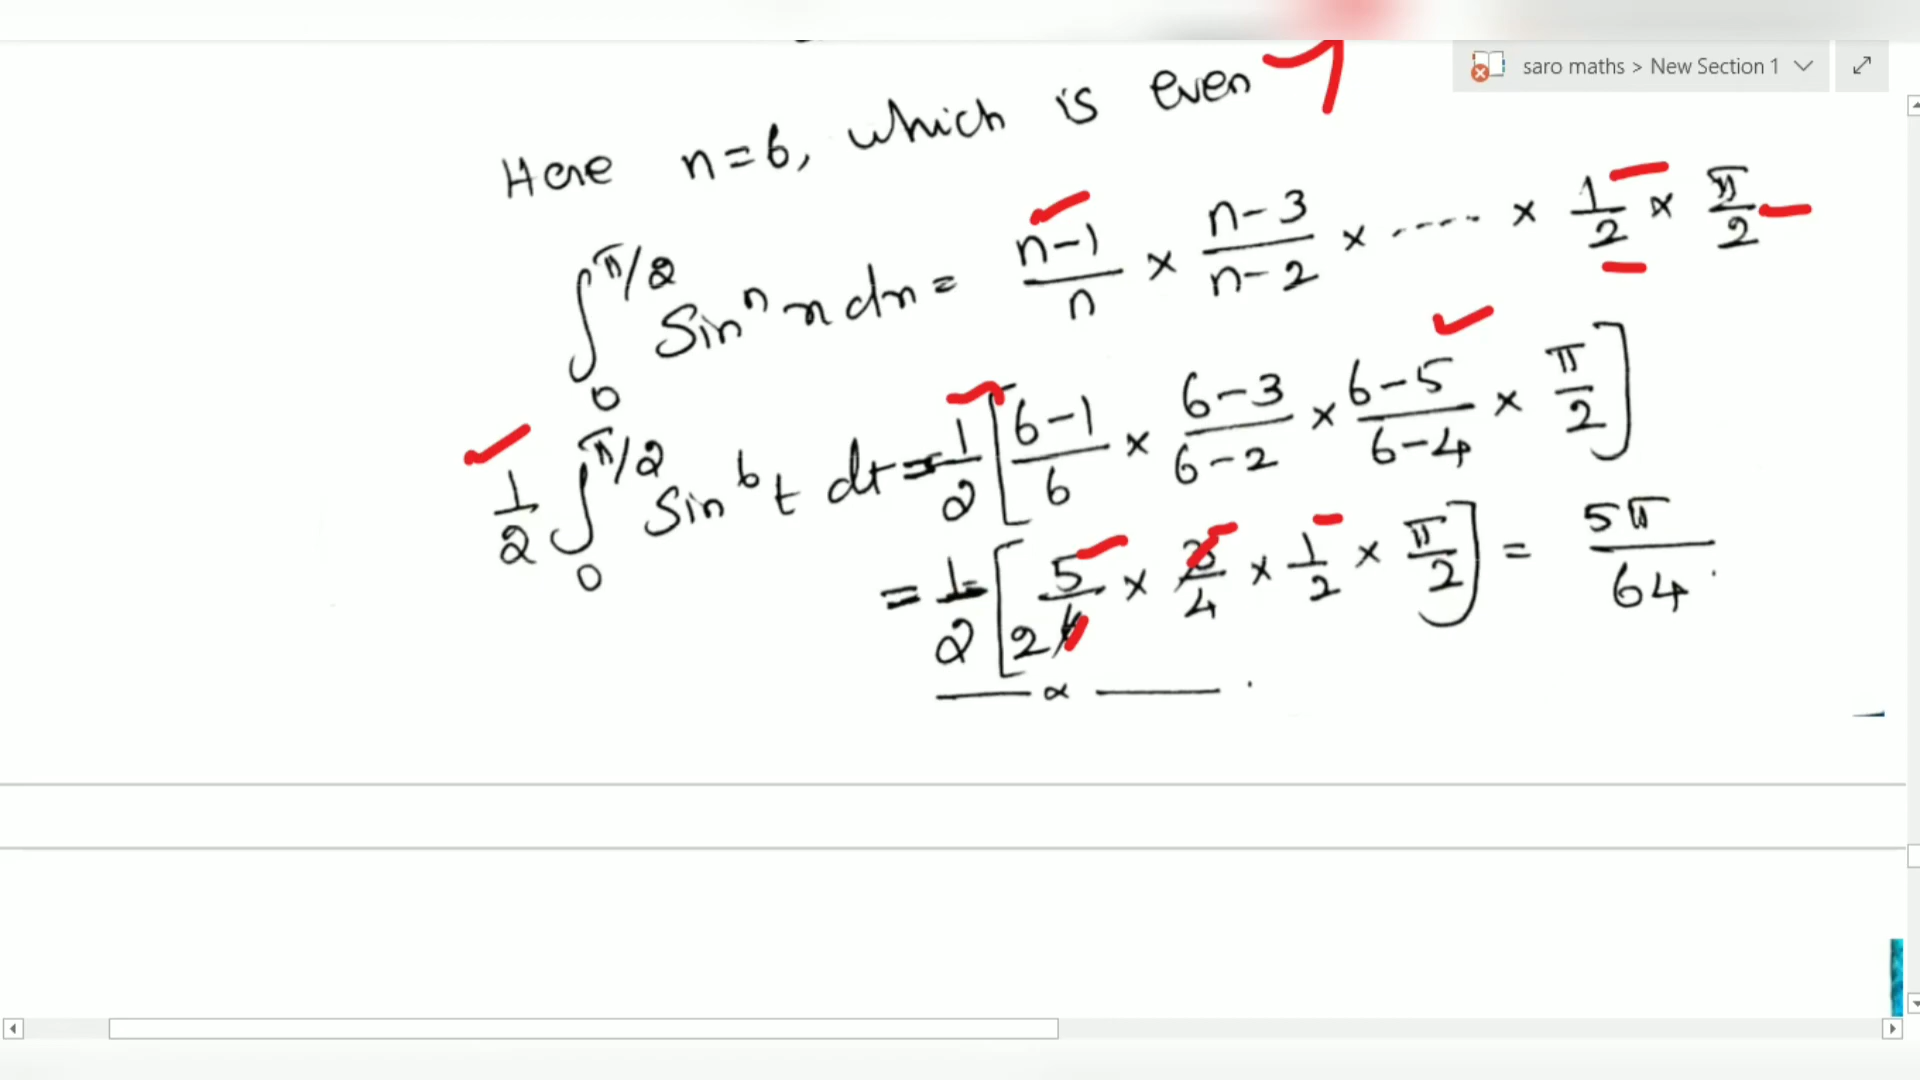 saro maths > New Section 1
Here n=6, which is even
∫₀^π/2 Sinⁿ x dx = n-1/n × n-3/n-2 × ..... × 1/2 × π/2
1/2 ∫₀^π/2 Sin⁶ t dt = 1/2 [ 6-1/6 × 6-3/6-2 × 6-5/6-4 × π/2 ]
= 1/2 [ 5/6 2 × 3/4 × 1/2 × π/2 ] = 5π/64 .